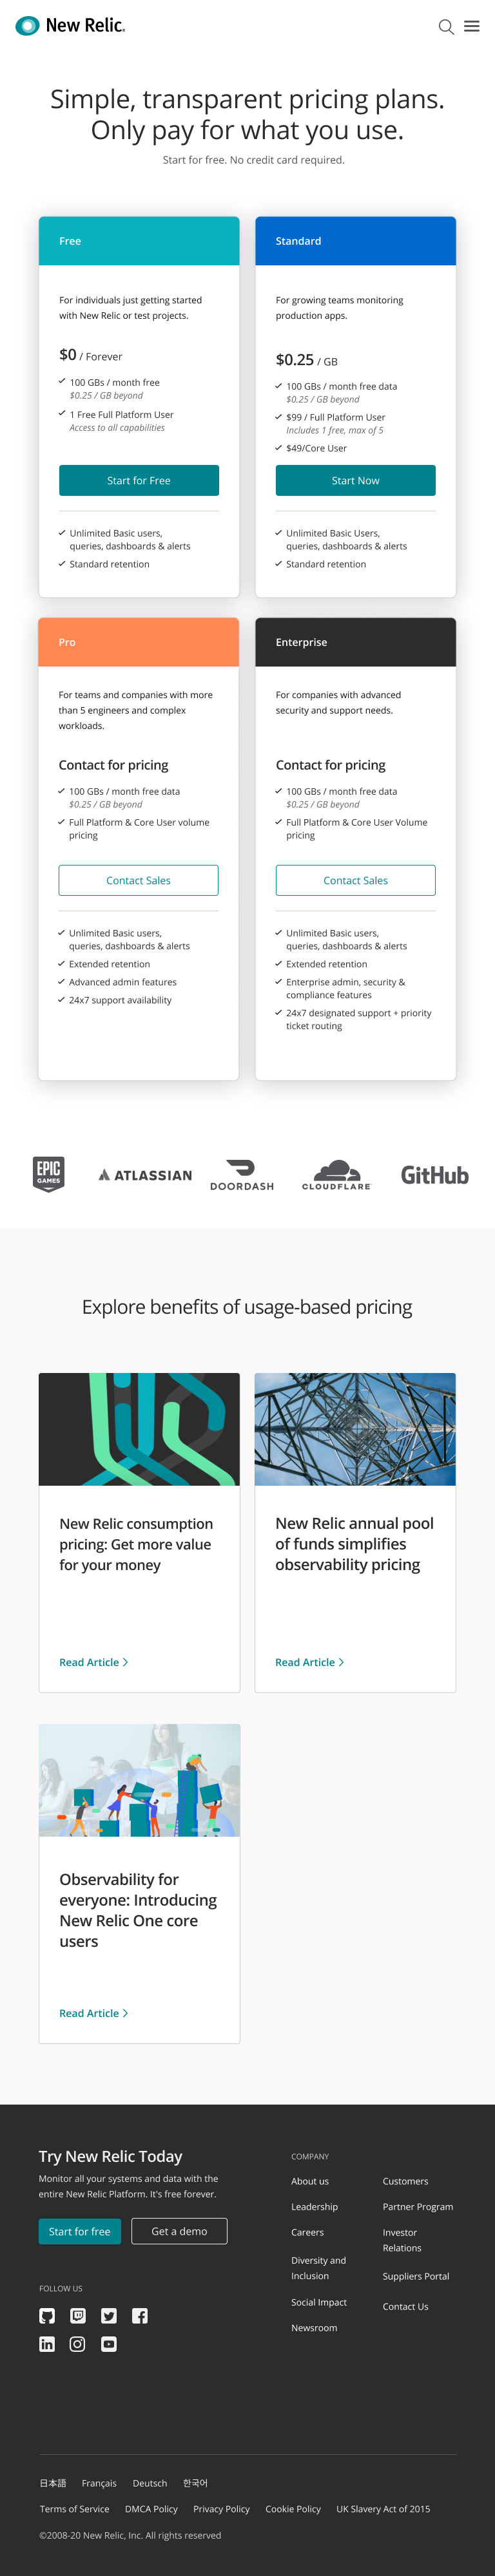 New Relic®
Simple, transparent pricing plans.
Only pay for what you use.
Start for free. No credit card required.
Free
For individuals just getting started
with New Relic or test projects.
$0 / Forever
100 GBs / month free
$0.25 / GB beyond
1 Free Full Platform User
Access to all capabilities
Start for Free
Unlimited Basic users,
queries, dashboards & alerts
Standard retention
Standard
For growing teams monitoring
production apps.
$0.25 / GB
100 GBs / month free data
$0.25 / GB beyond
$99 / Full Platform User
Includes 1 free, max of 5
$49/Core User
Start Now
Unlimited Basic Users,
queries, dashboards & alerts
Standard retention
Pro
For teams and companies with more
than 5 engineers and complex
workloads.
Contact for pricing
100 GBs / month free data
$0.25 / GB beyond
Full Platform & Core User volume
pricing
Contact Sales
Unlimited Basic users,
queries, dashboards & alerts
Extended retention
Advanced admin features
24x7 support availability
Enterprise
For companies with advanced
security and support needs.
Contact for pricing
100 GBs / month free data
$0.25 / GB beyond
Full Platform & Core User Volume
pricing
Contact Sales
Unlimited Basic users,
queries, dashboards & alerts
Extended retention
Enterprise admin, security &
compliance features
24x7 designated support + priority
ticket routing
EPIC
GAMES
ATLASSIAN
DOORDASH
CLOUDFLARE
GitHub
Explore benefits of usage-based pricing
New Relic consumption
pricing: Get more value
for your money
Read Article
New Relic annual pool
of funds simplifies
observability pricing
Read Article
Observability for
everyone: Introducing
New Relic One core
users
Read Article
Try New Relic Today
Monitor all your systems and data with the
entire New Relic Platform. It's free forever.
Start for free
Get a demo
FOLLOW US
COMPANY
About us
Leadership
Careers
Diversity and
Inclusion
Social Impact
Newsroom
Customers
Partner Program
Investor
Relations
Suppliers Portal
Contact Us
日本語 Français Deutsch 한국어
Terms of Service DMCA Policy Privacy Policy Cookie Policy UK Slavery Act of 2015
©2008-20 New Relic, Inc. All rights reserved